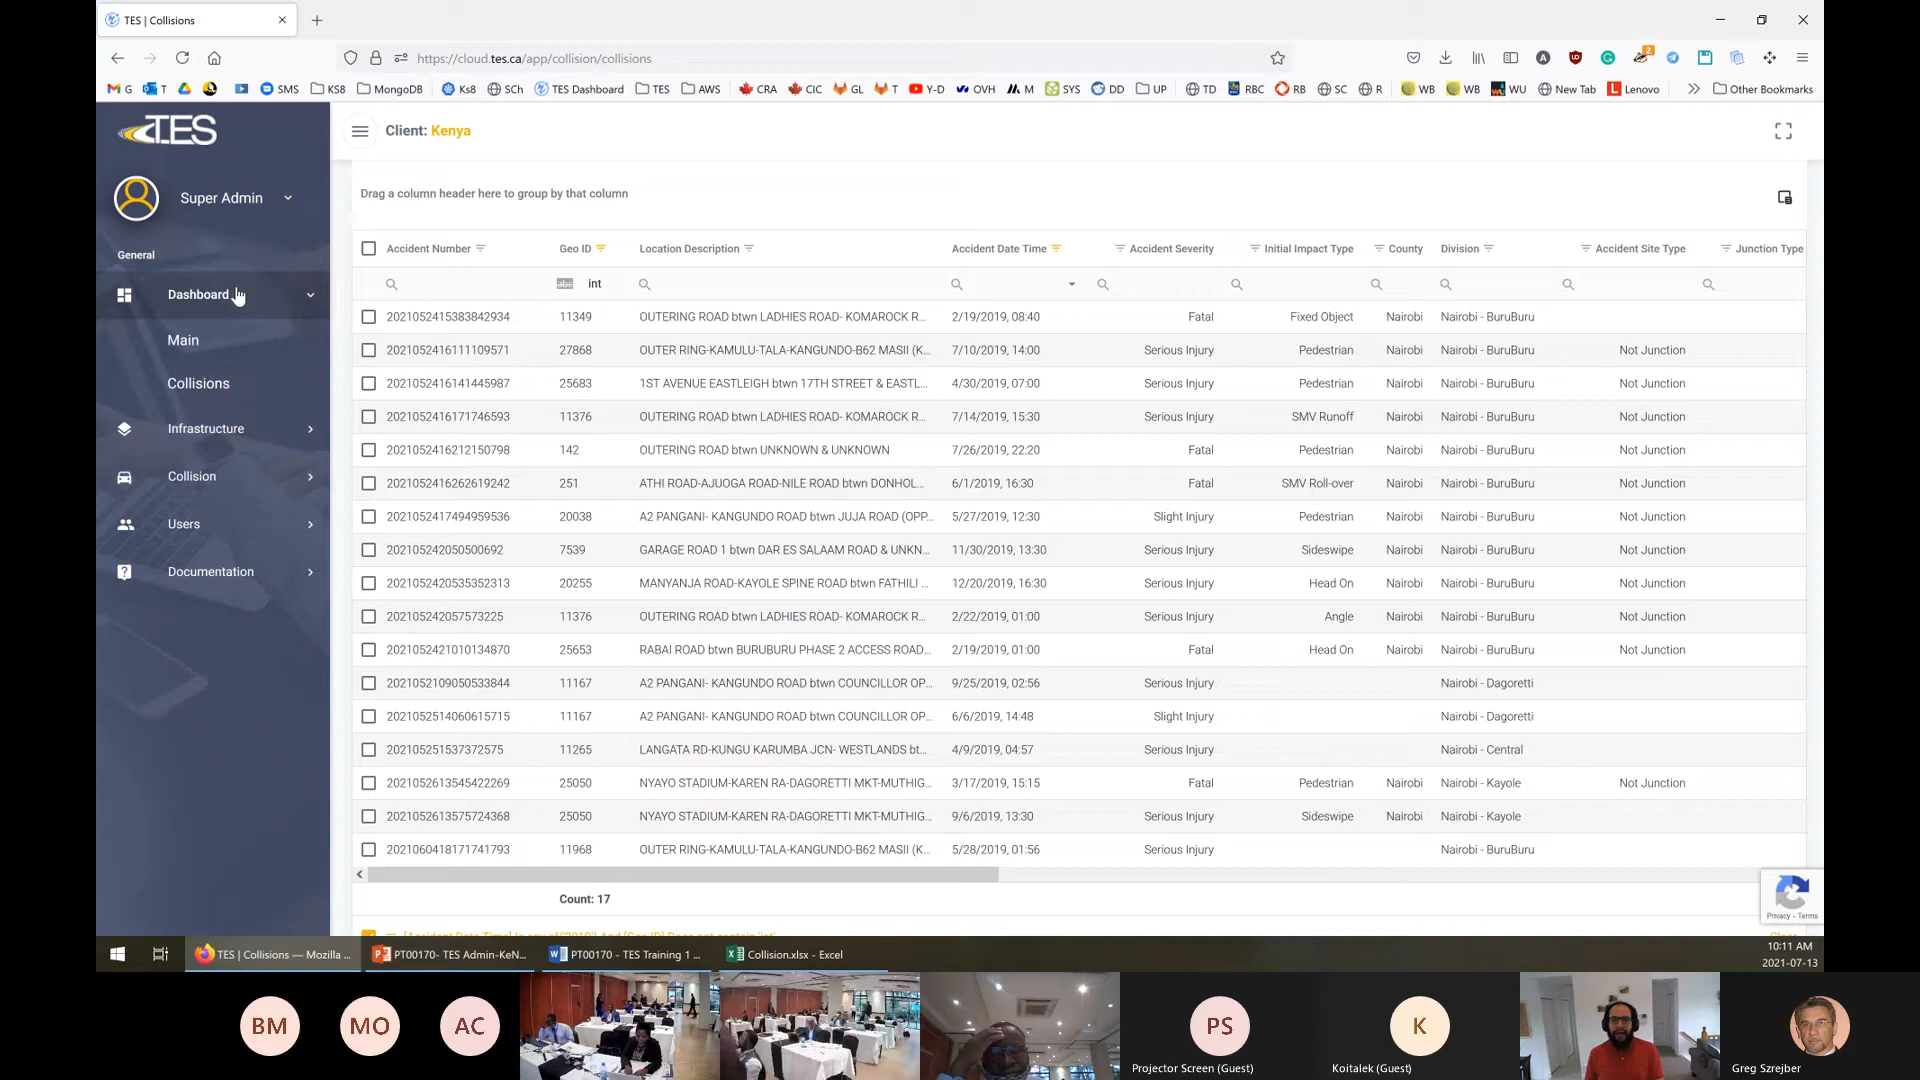 TES | Collisions
https://cloud.tes.ca/app/collision/collisions
2
G T SMS KS8 MongoDB Ks8 SCh TES Dashboard TES AWS CRA CIC GL T Y-D OVH M SYS DD UP TD RBC RB SC R WB WB WU New Tab Lenovo Other Bookmarks
TES
Client: Kenya
Super Admin
General
Dashboard
Main
Collisions
Infrastructure
Collision
Users
Documentation
Drag a column header here to group by that column
Accident Number Geo ID Location Description Accident Date Time Accident Severity Initial Impact Type County Division Accident Site Type Junction Type
int
2021052415383842934 11349 OUTERING ROAD btwn LADHIES ROAD- KOMAROCK R... 2/19/2019, 08:40 Fatal Fixed Object Nairobi Nairobi - BuruBuru
2021052416111109571 27868 OUTER RING-KAMULU-TALA-KANGUNDO-B62 MASII (K... 7/10/2019, 14:00 Serious Injury Pedestrian Nairobi Nairobi - BuruBuru Not Junction
2021052416141445987 25683 1ST AVENUE EASTLEIGH btwn 17TH STREET & EASTL... 4/30/2019, 07:00 Serious Injury Pedestrian Nairobi Nairobi - BuruBuru Not Junction
2021052416171746593 11376 OUTERING ROAD btwn LADHIES ROAD- KOMAROCK R... 7/14/2019, 15:30 Serious Injury SMV Runoff Nairobi Nairobi - BuruBuru Not Junction
2021052416212150798 142 OUTERING ROAD btwn UNKNOWN & UNKNOWN 7/26/2019, 22:20 Fatal Pedestrian Nairobi Nairobi - BuruBuru Not Junction
2021052416262619242 251 ATHI ROAD-AJUOGA ROAD-NILE ROAD btwn DONHOL... 6/1/2019, 16:30 Fatal SMV Roll-over Nairobi Nairobi - BuruBuru Not Junction
2021052417494959536 20038 A2 PANGANI- KANGUNDO ROAD btwn JUJA ROAD (OPP... 5/27/2019, 12:30 Slight Injury Pedestrian Nairobi Nairobi - BuruBuru Not Junction
202105242050500692 7539 GARAGE ROAD 1 btwn DAR ES SALAAM ROAD & UNKN... 11/30/2019, 13:30 Serious Injury Sideswipe Nairobi Nairobi - BuruBuru Not Junction
2021052420535352313 20255 MANYANJA ROAD-KAYOLE SPINE ROAD btwn FATHILI ... 12/20/2019, 16:30 Serious Injury Head On Nairobi Nairobi - BuruBuru Not Junction
202105242057573225 11376 OUTERING ROAD btwn LADHIES ROAD- KOMAROCK R... 2/22/2019, 01:00 Serious Injury Angle Nairobi Nairobi - BuruBuru Not Junction
2021052421010134870 25653 RABAI ROAD btwn BURUBURU PHASE 2 ACCESS ROAD... 2/19/2019, 01:00 Fatal Head On Nairobi Nairobi - BuruBuru Not Junction
2021052109050533844 11167 A2 PANGANI- KANGUNDO ROAD btwn COUNCILLOR OP... 9/25/2019, 02:56 Serious Injury Nairobi - Dagoretti
2021052514060615715 11167 A2 PANGANI- KANGUNDO ROAD btwn COUNCILLOR OP... 6/6/2019, 14:48 Slight Injury Nairobi - Dagoretti
202105251537372575 11265 LANGATA RD-KUNGU KARUMBA JCN- WESTLANDS bt... 4/9/2019, 04:57 Serious Injury Nairobi - Central
2021052613545422269 25050 NYAYO STADIUM-KAREN RA-DAGORETTI MKT-MUTHIG... 3/17/2019, 15:15 Fatal Pedestrian Nairobi Nairobi - Kayole Not Junction
2021052613575724368 25050 NYAYO STADIUM-KAREN RA-DAGORETTI MKT-MUTHIG... 9/6/2019, 13:30 Serious Injury Sideswipe Nairobi Nairobi - Kayole
2021060418171741793 11968 OUTER RING-KAMULU-TALA-KANGUNDO-B62 MASII (K... 5/28/2019, 01:56 Serious Injury Nairobi - BuruBuru
Count: 17
Privacy - Terms
TES | Collisions — Mozilla ... PT00170- TES Admin-KeN... PT00170 - TES Training 1 ... Collision.xlsx - Excel
10:11 AM
2021-07-13
BM MO AC PS K
Projector Screen (Guest) Koitalek (Guest) Greg Szrejber